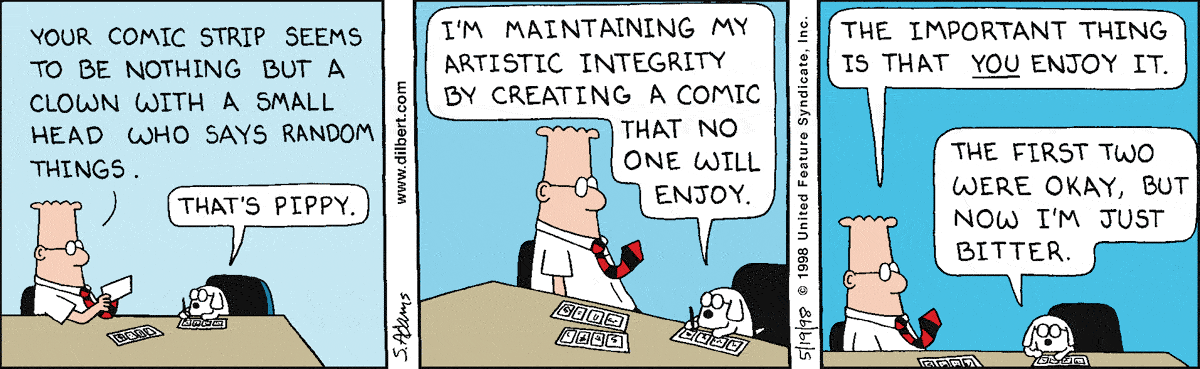 YOUR COMIC STRIP SEEMS
TO BE NOTHING BUT A
CLOWN WITH A SMALL
HEAD WHO SAYS RANDOM
THINGS.
THAT'S PIPPY.
www.dilbert.com
S.Adams
I'M MAINTAINING MY
ARTISTIC INTEGRITY
BY CREATING A COMIC
THAT NO
ONE WILL
ENJOY.
5/19/98 © 1998 United Feature Syndicate, Inc.
THE IMPORTANT THING
IS THAT YOU ENJOY IT.
THE FIRST TWO
WERE OKAY, BUT
NOW I'M JUST
BITTER.